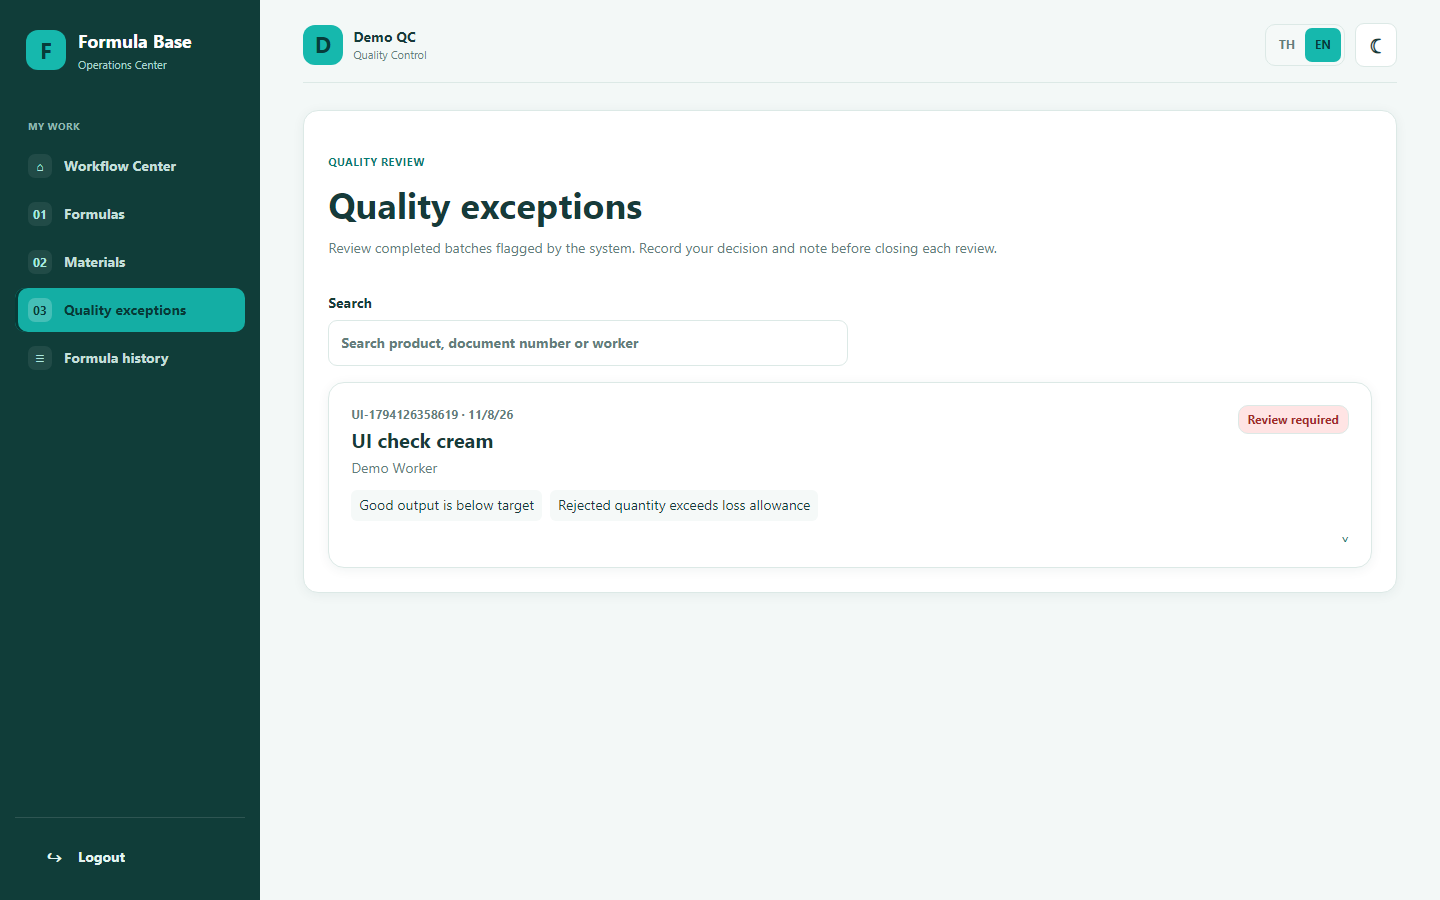 F
Formula Base
Operations Center
MY WORK
Workflow Center
01 Formulas
02 Materials
03 Quality exceptions
Formula history
Logout
D
Demo QC
Quality Control
TH EN
QUALITY REVIEW
Quality exceptions
Review completed batches flagged by the system. Record your decision and note before closing each review.
Search
Search product, document number or worker
UI-1794126358619 · 11/8/26
Review required
UI check cream
Demo Worker
Good output is below target
Rejected quantity exceeds loss allowance